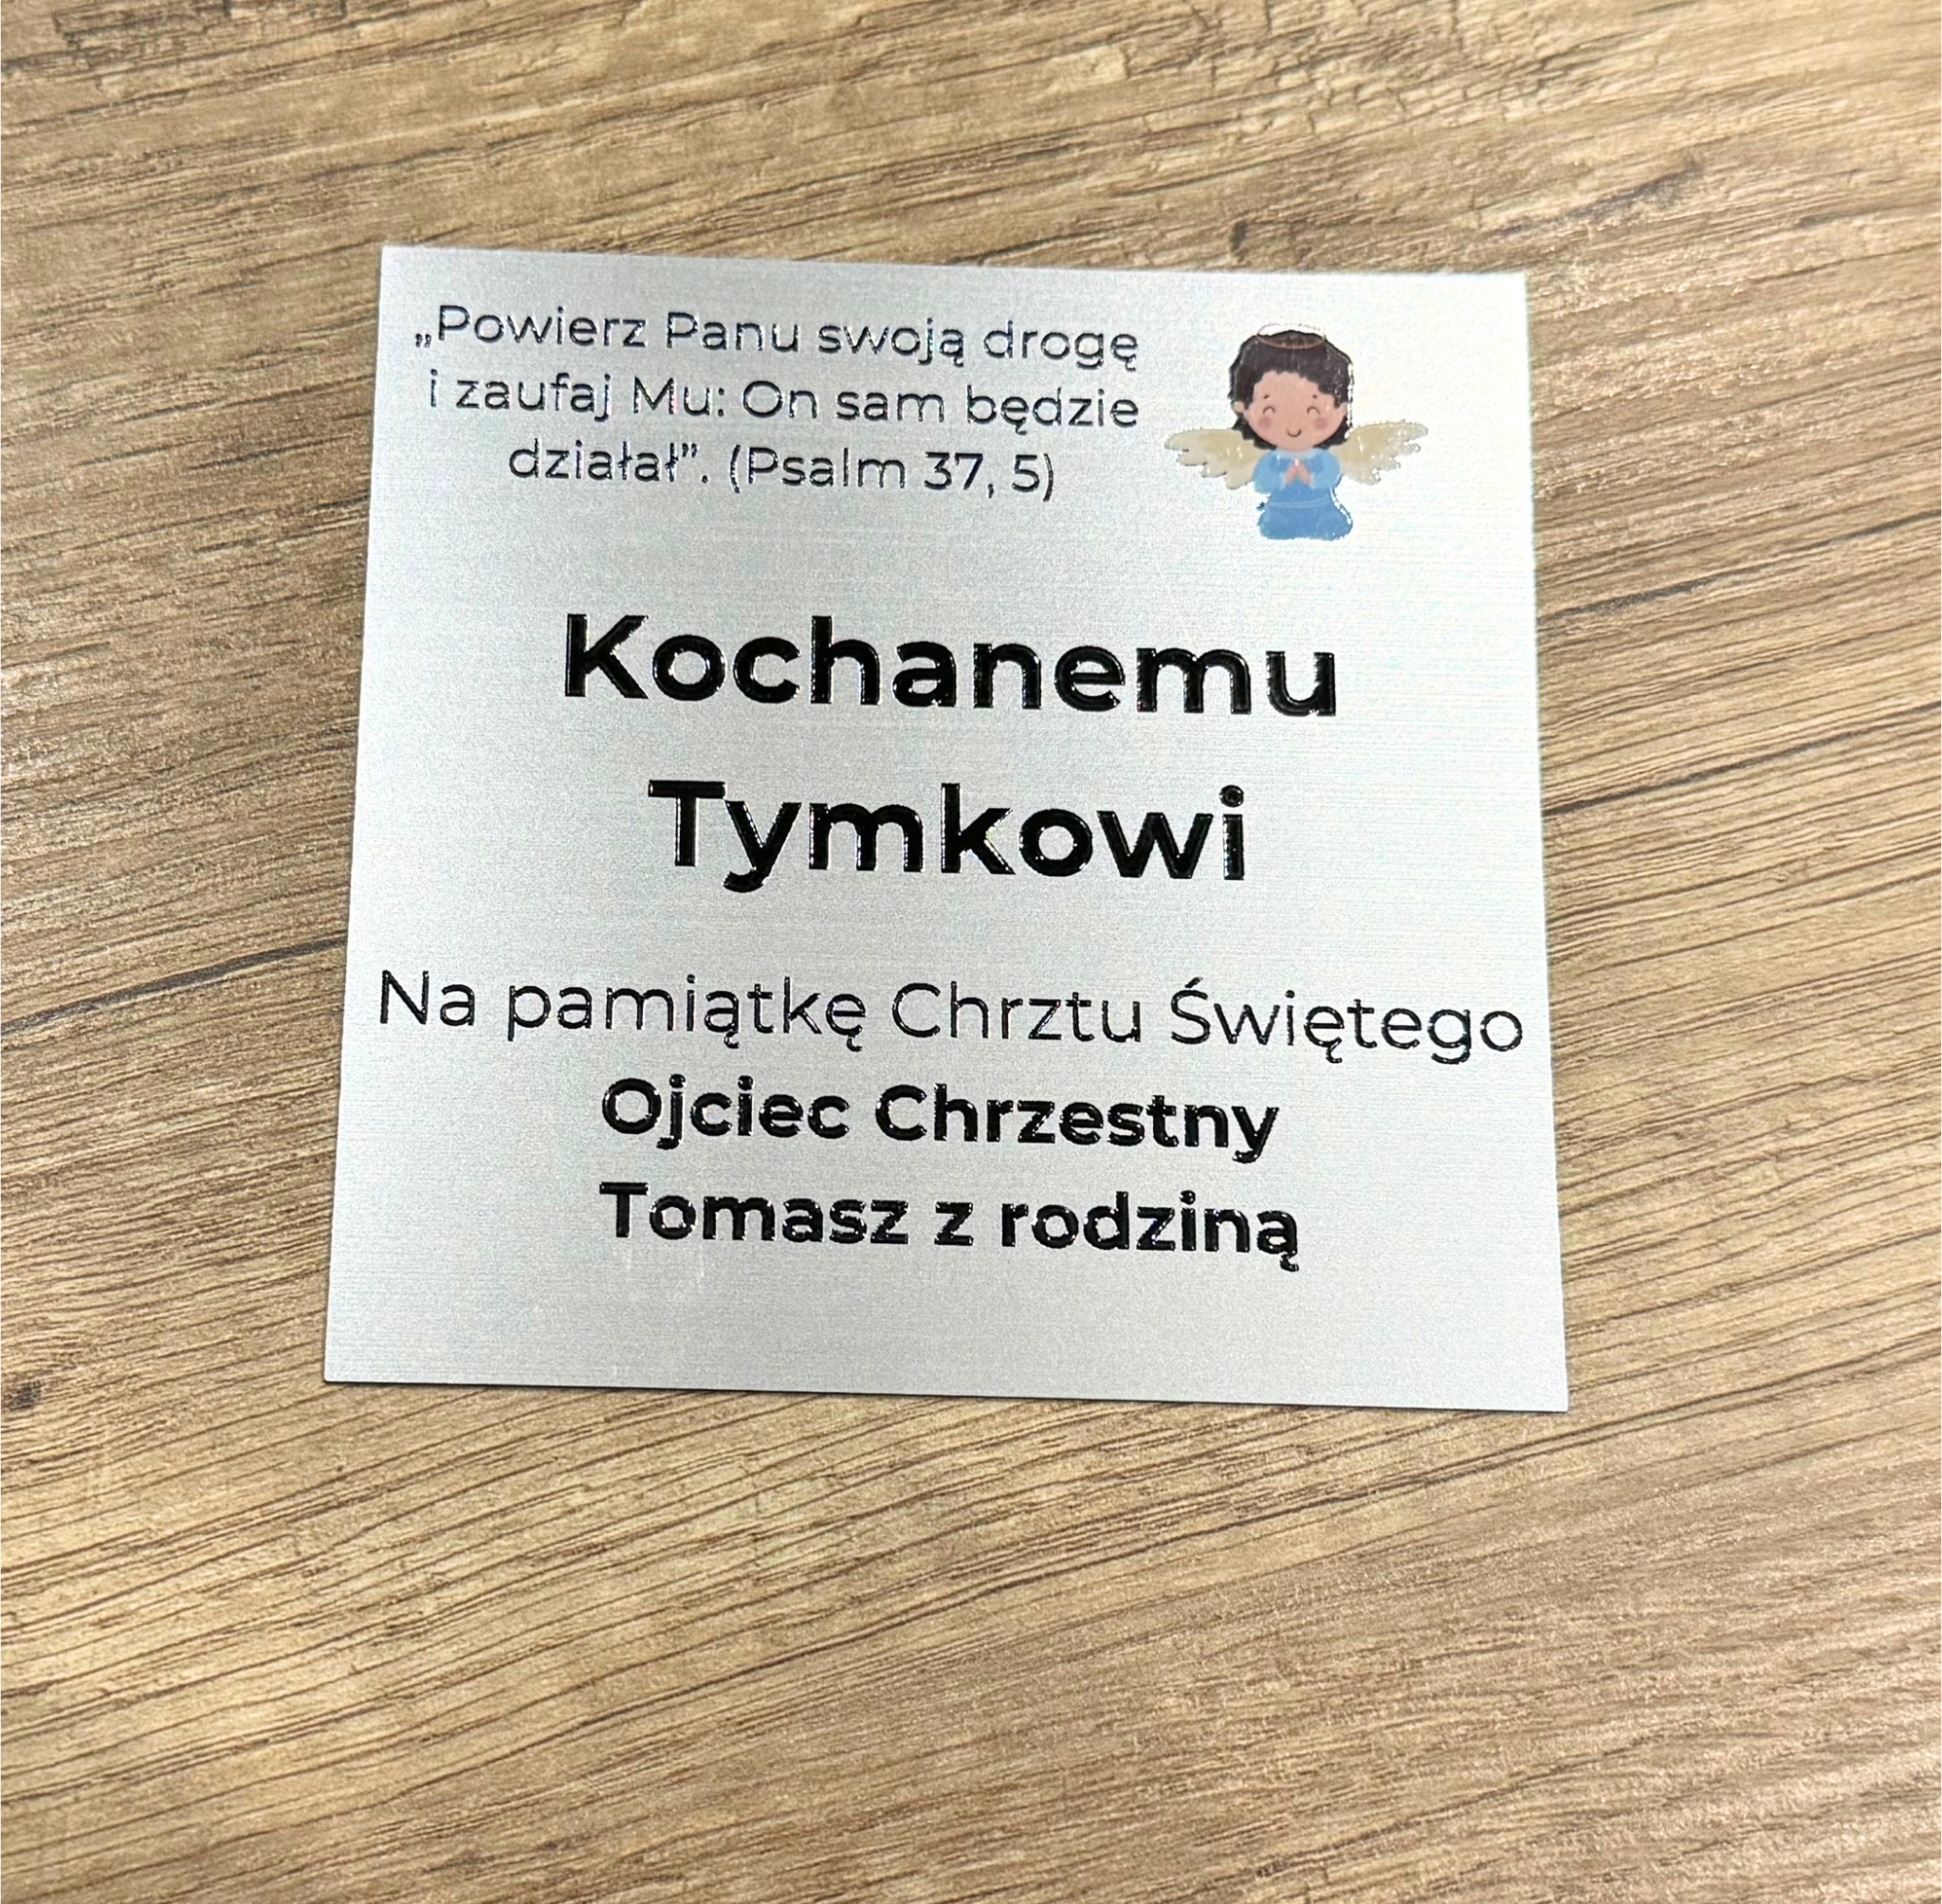 „Powierz Panu swoją drogę
i zaufaj Mu: On sam będzie
działał”. (Psalm 37, 5)
Kochanemu
Tymkowi
Na pamiątkę Chrztu Świętego
Ojciec Chrzestny
Tomasz z rodziną